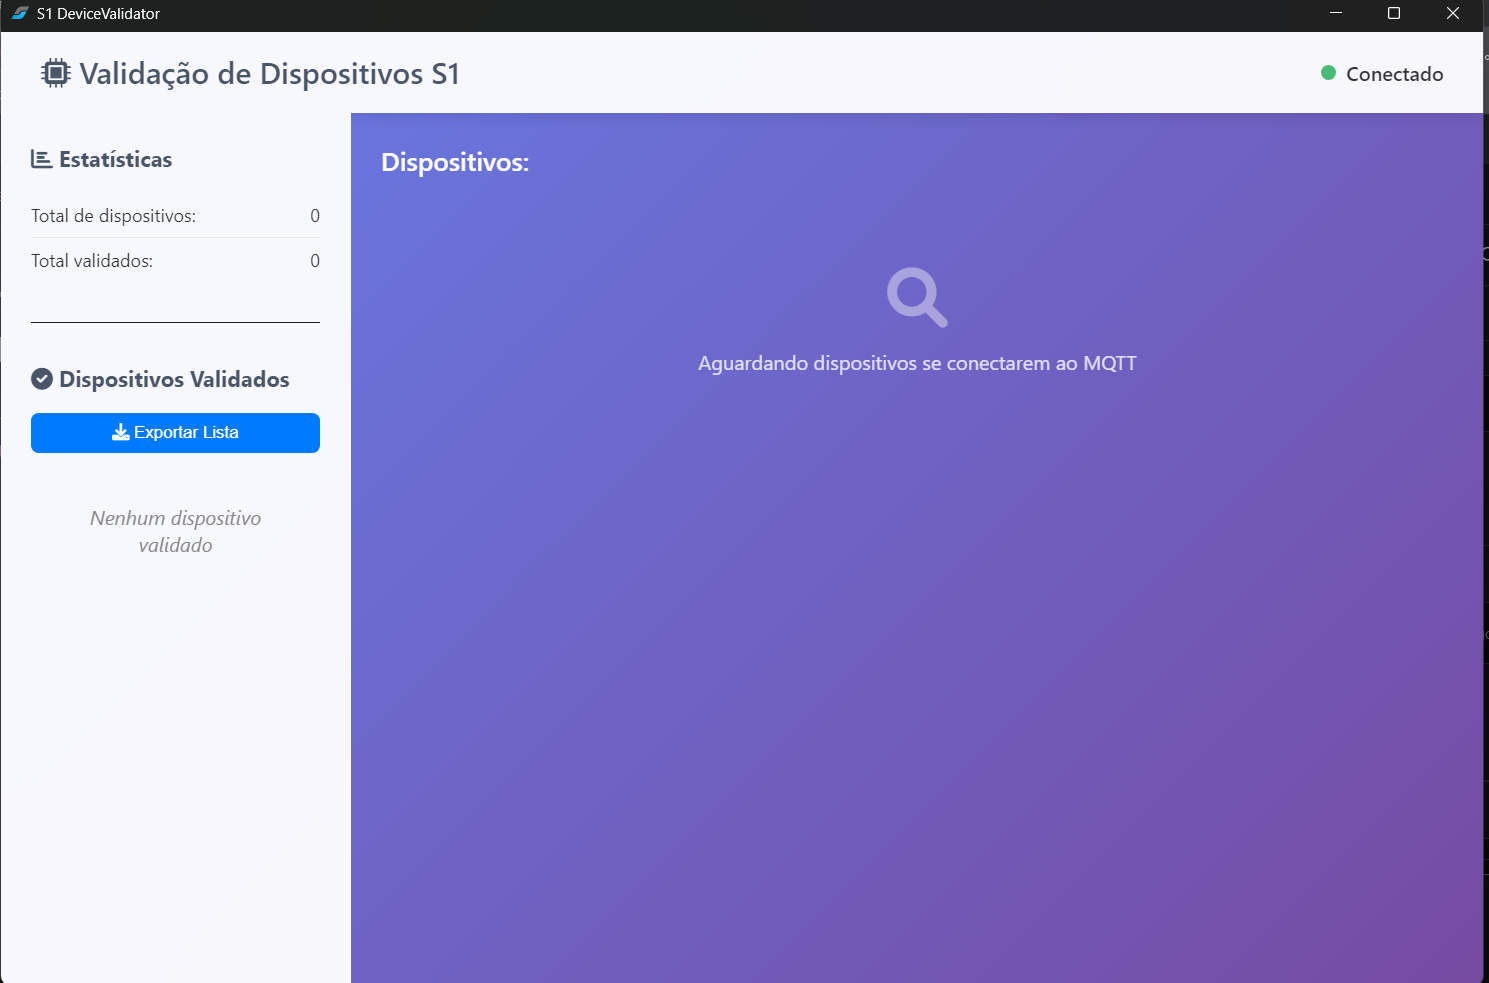 S1 DeviceValidator
Validação de Dispositivos S1
Conectado
Estatísticas
Total de dispositivos: 0
Total validados: 0
Dispositivos Validados
Exportar Lista
Nenhum dispositivo
validado
Dispositivos:
Aguardando dispositivos se conectarem ao MQTT